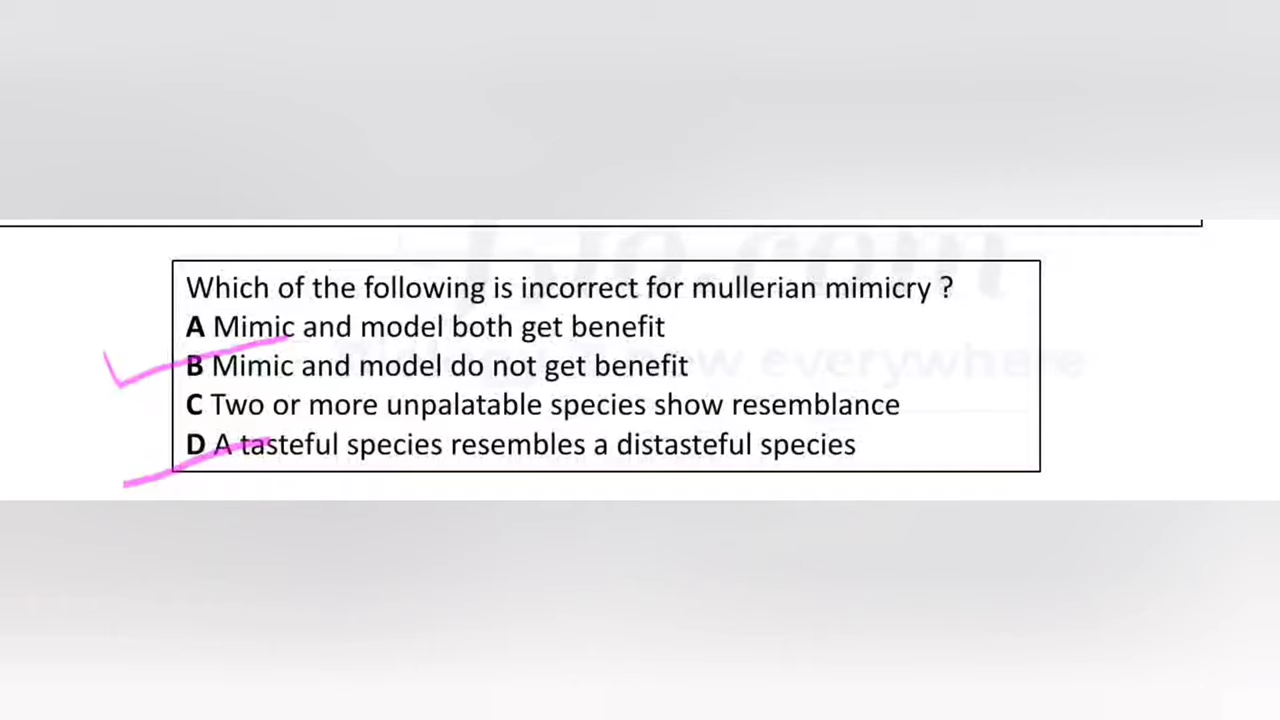 Which of the following is incorrect for mullerian mimicry ?
A Mimic and model both get benefit
B Mimic and model do not get benefit
C Two or more unpalatable species show resemblance
D A tasteful species resembles a distasteful species